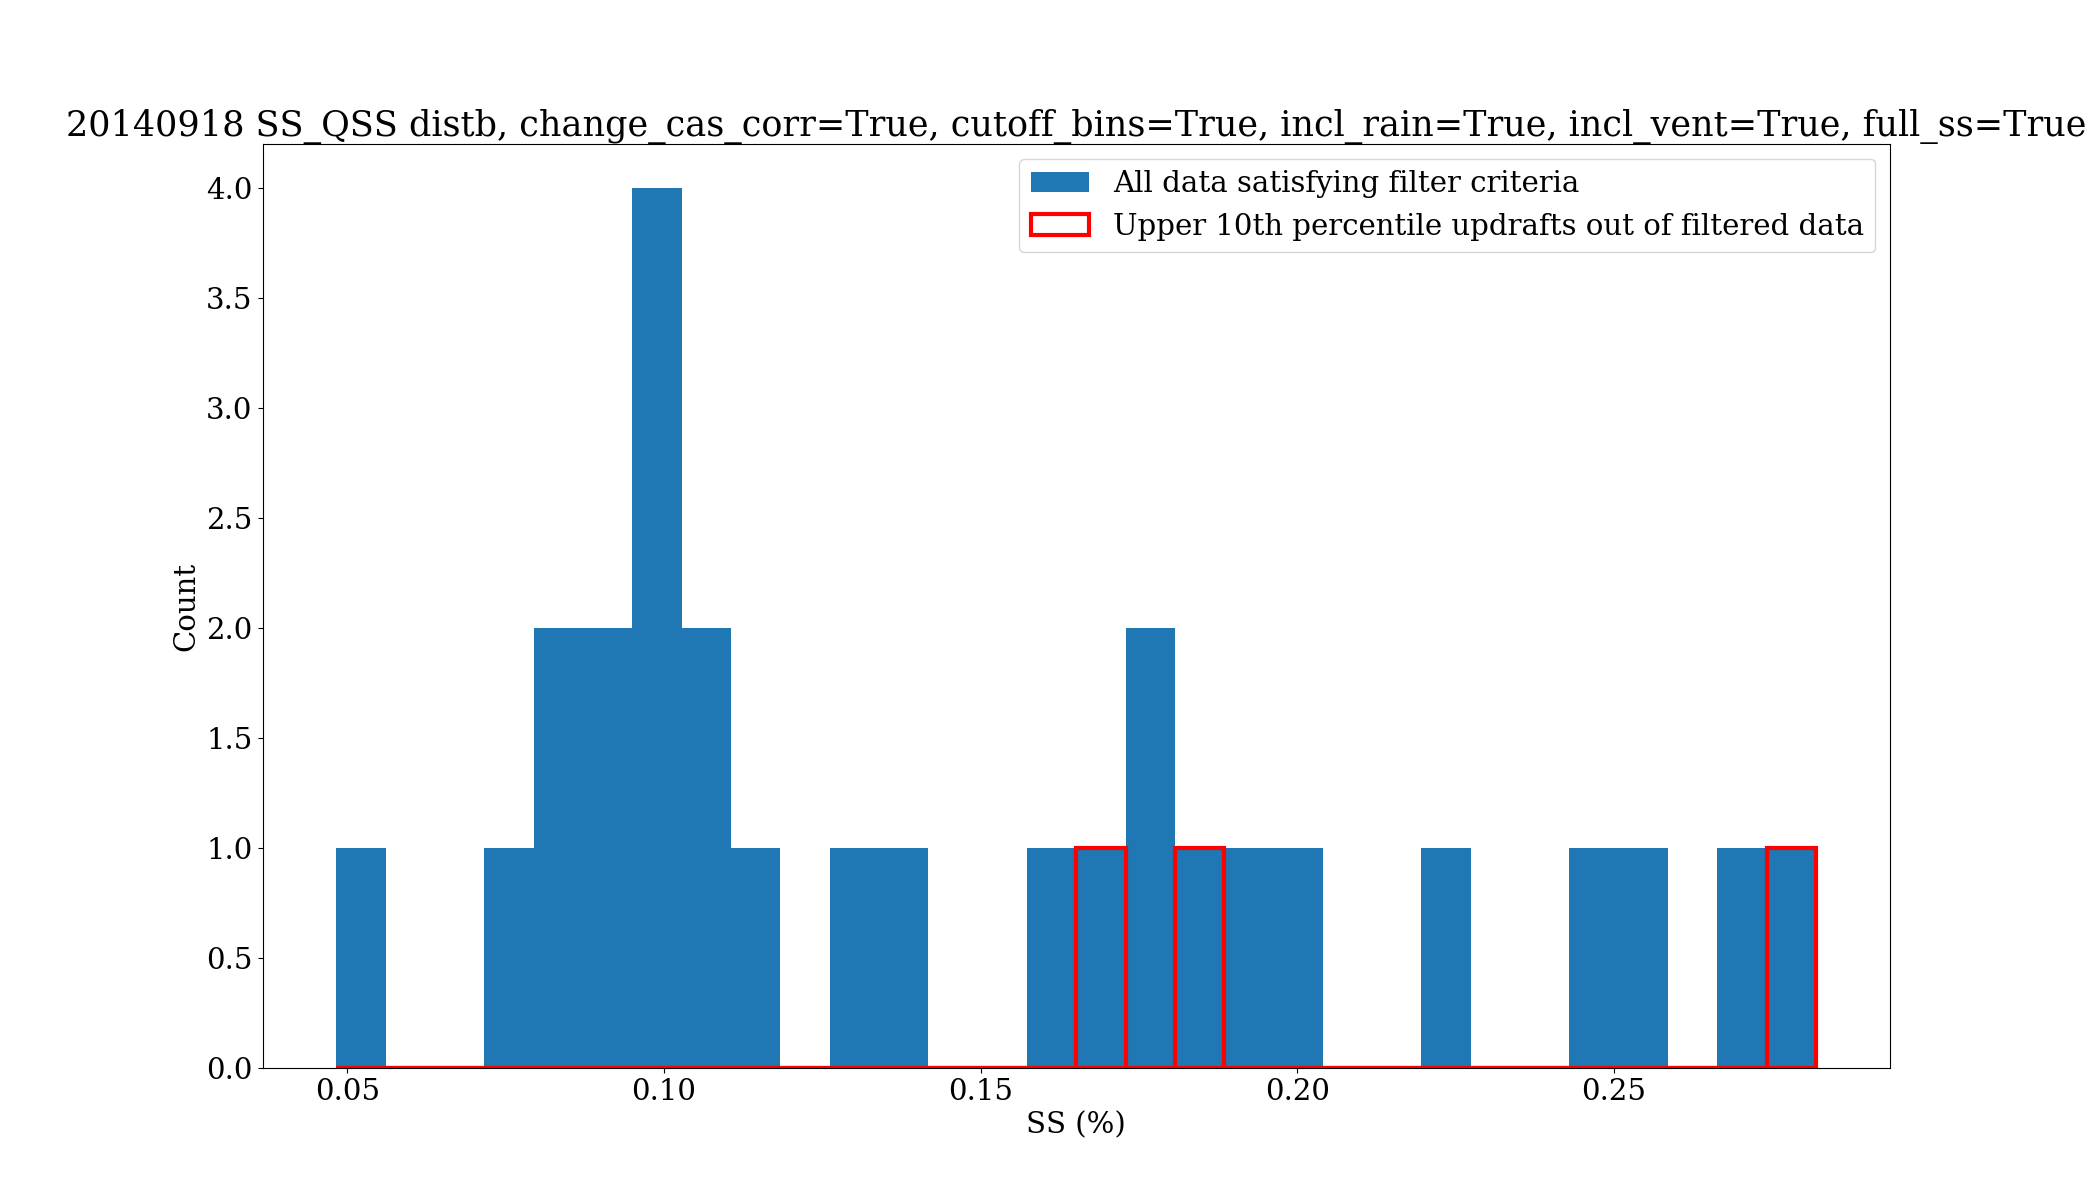 20140918 SS_QSS distb, change_cas_corr=True, cutoff_bins=True, incl_rain=True, incl_vent=True, full_ss=True
All data satisfying filter criteria
Upper 10th percentile updrafts out of filtered data
4.0
3.5
3.0
2.5
2.0
1.5
1.0
0.5
0.0
Count
0.05 0.10 0.15 0.20 0.25
SS (%)